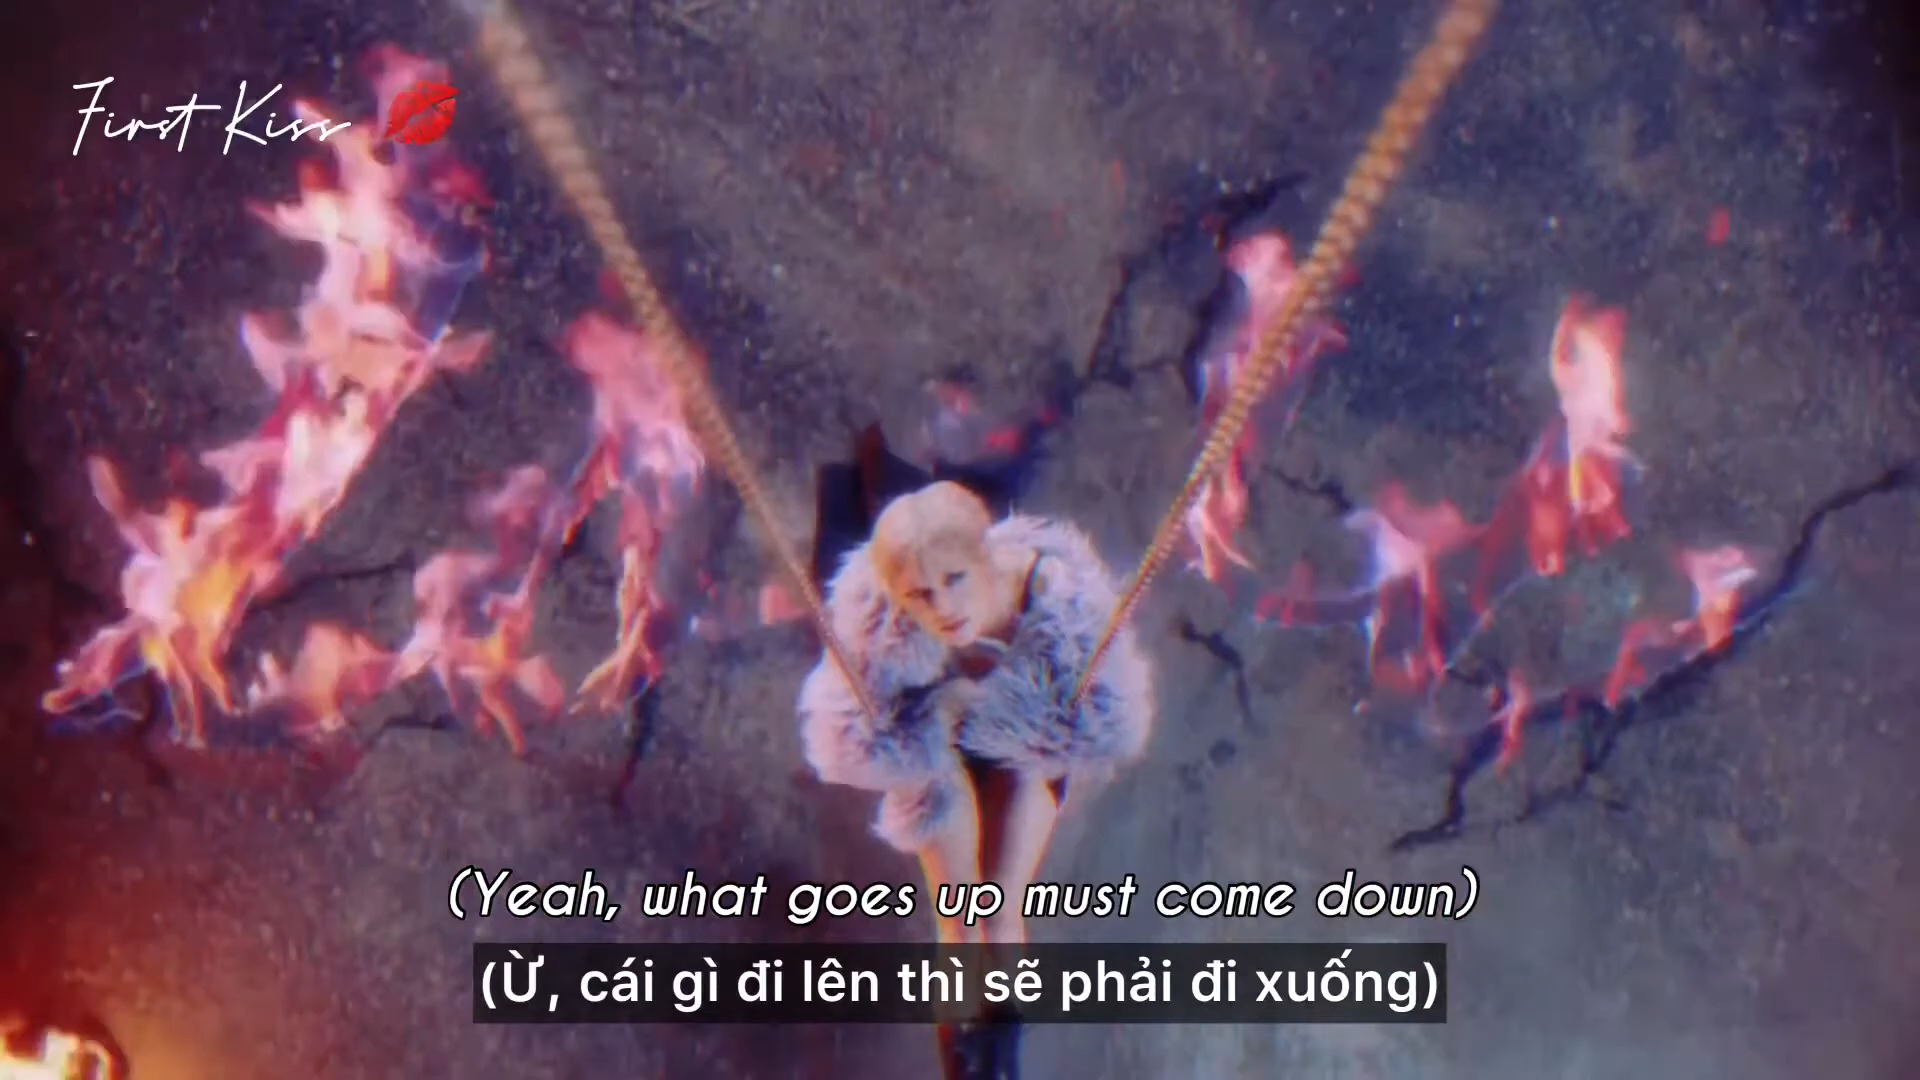 First Kiss
(Yeah, what goes up must come down)
(Ừ, cái gì đi lên thì sẽ phải đi xuống)